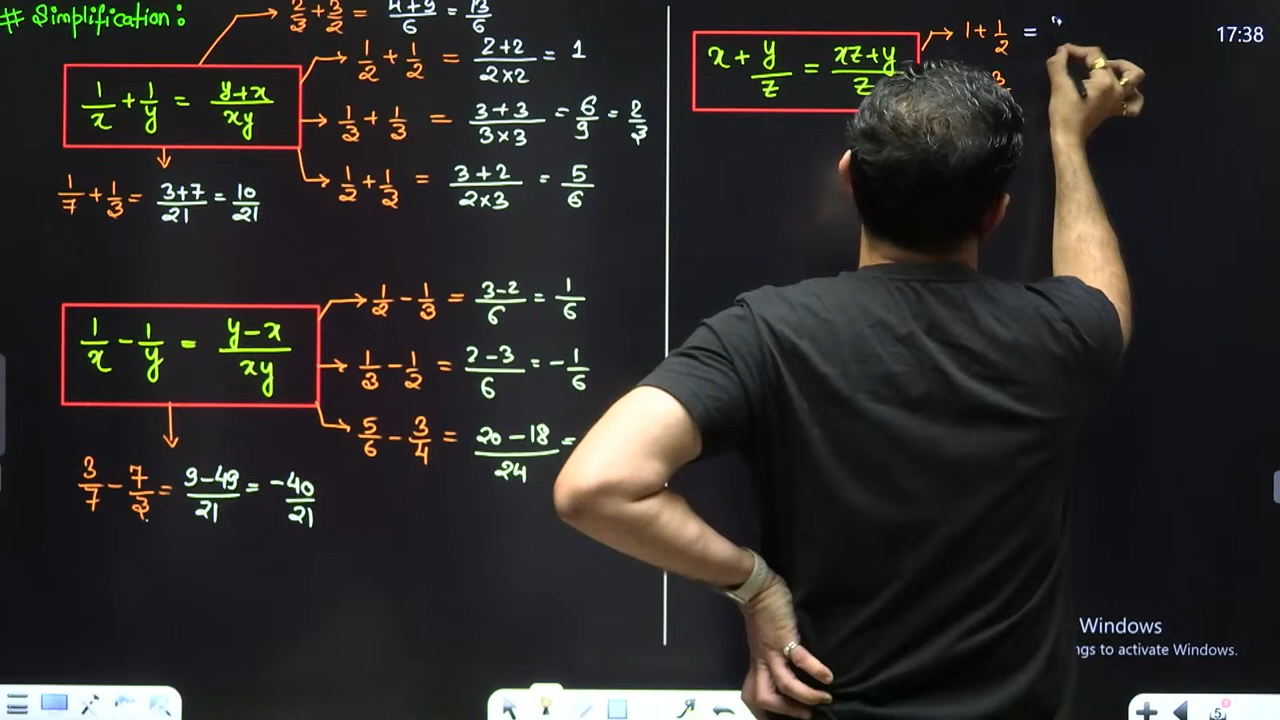 # Simplification:
2/3 + 3/2 = 4+9/6 = 13/6
1/x + 1/y = y+x/xy
1/2 + 1/2 = 2+2/2×2 = 1
1/3 + 1/3 = 3+3/3×3 = 6/9 = 2/3
1/2 + 1/3 = 3+2/2×3 = 5/6
1/7 + 1/3 = 3+7/21 = 10/21
1/x - 1/y = y-x/xy
1/2 - 1/3 = 3-2/6 = 1/6
1/3 - 1/2 = 2-3/6 = -1/6
5/6 - 3/4 = 20-18/24 =
3/7 - 7/3 = 9-49/21 = -40/21
x + y/z = xz+y/z
1 + 1/2 =
3
17:38
Windows
ngs to activate Windows.
5